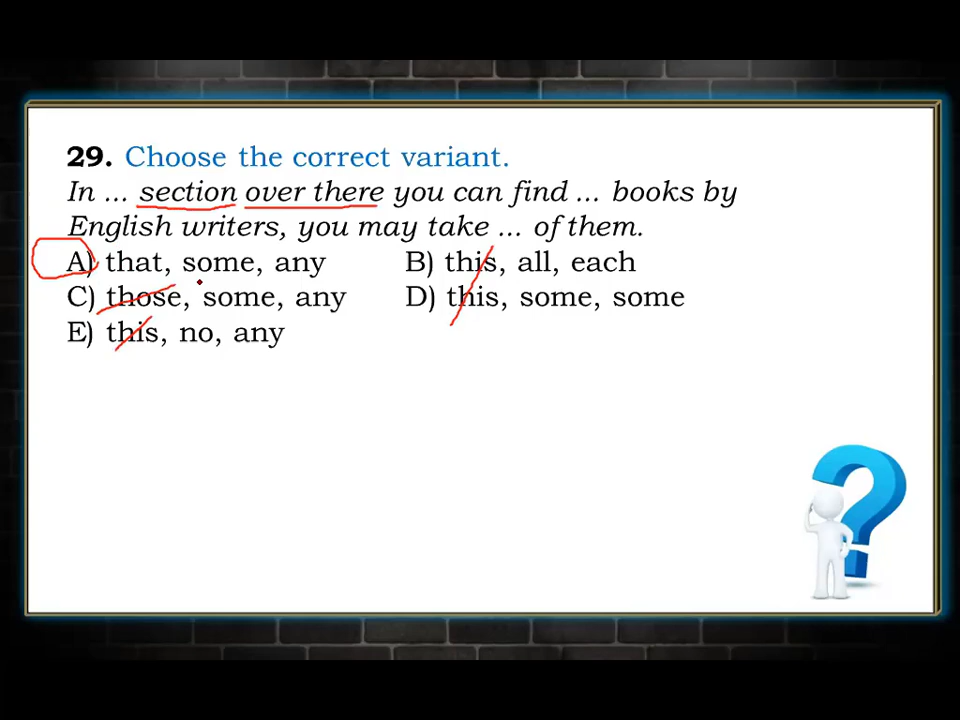 29. Choose the correct variant.
In ... section over there you can find ... books by
English writers, you may take ... of them.
A) that, some, any B) this, all, each
C) those, some, any D) this, some, some
E) this, no, any